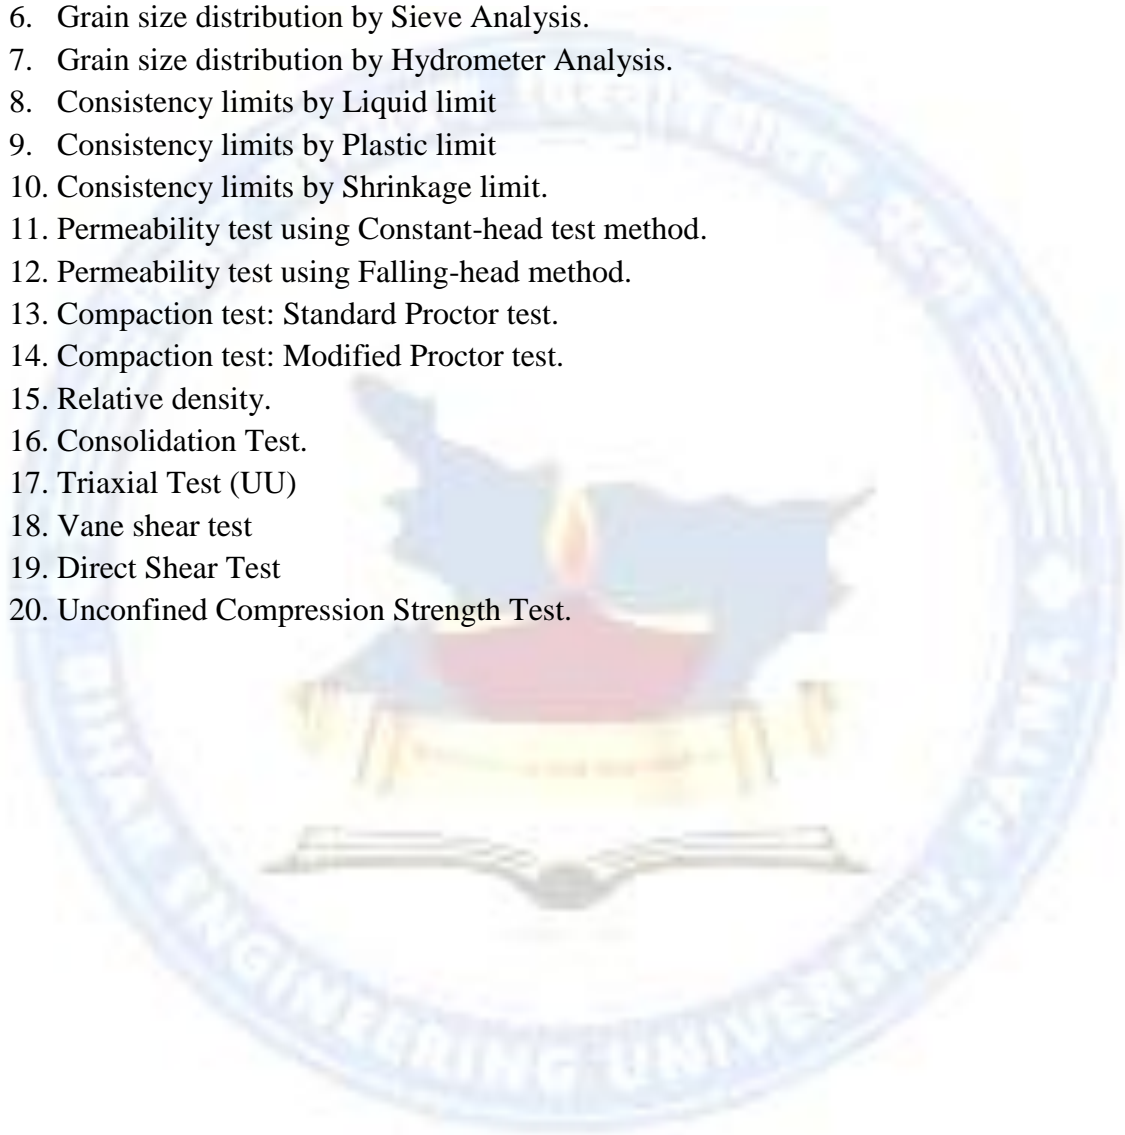 6. Grain size distribution by Sieve Analysis.
7. Grain size distribution by Hydrometer Analysis.
8. Consistency limits by Liquid limit
9. Consistency limits by Plastic limit
10. Consistency limits by Shrinkage limit.
11. Permeability test using Constant-head test method.
12. Permeability test using Falling-head method.
13. Compaction test: Standard Proctor test.
14. Compaction test: Modified Proctor test.
15. Relative density.
16. Consolidation Test.
17. Triaxial Test (UU)
18. Vane shear test
19. Direct Shear Test
20. Unconfined Compression Strength Test.
BIHAR ENGINEERING UNIVERSITY, PATNA